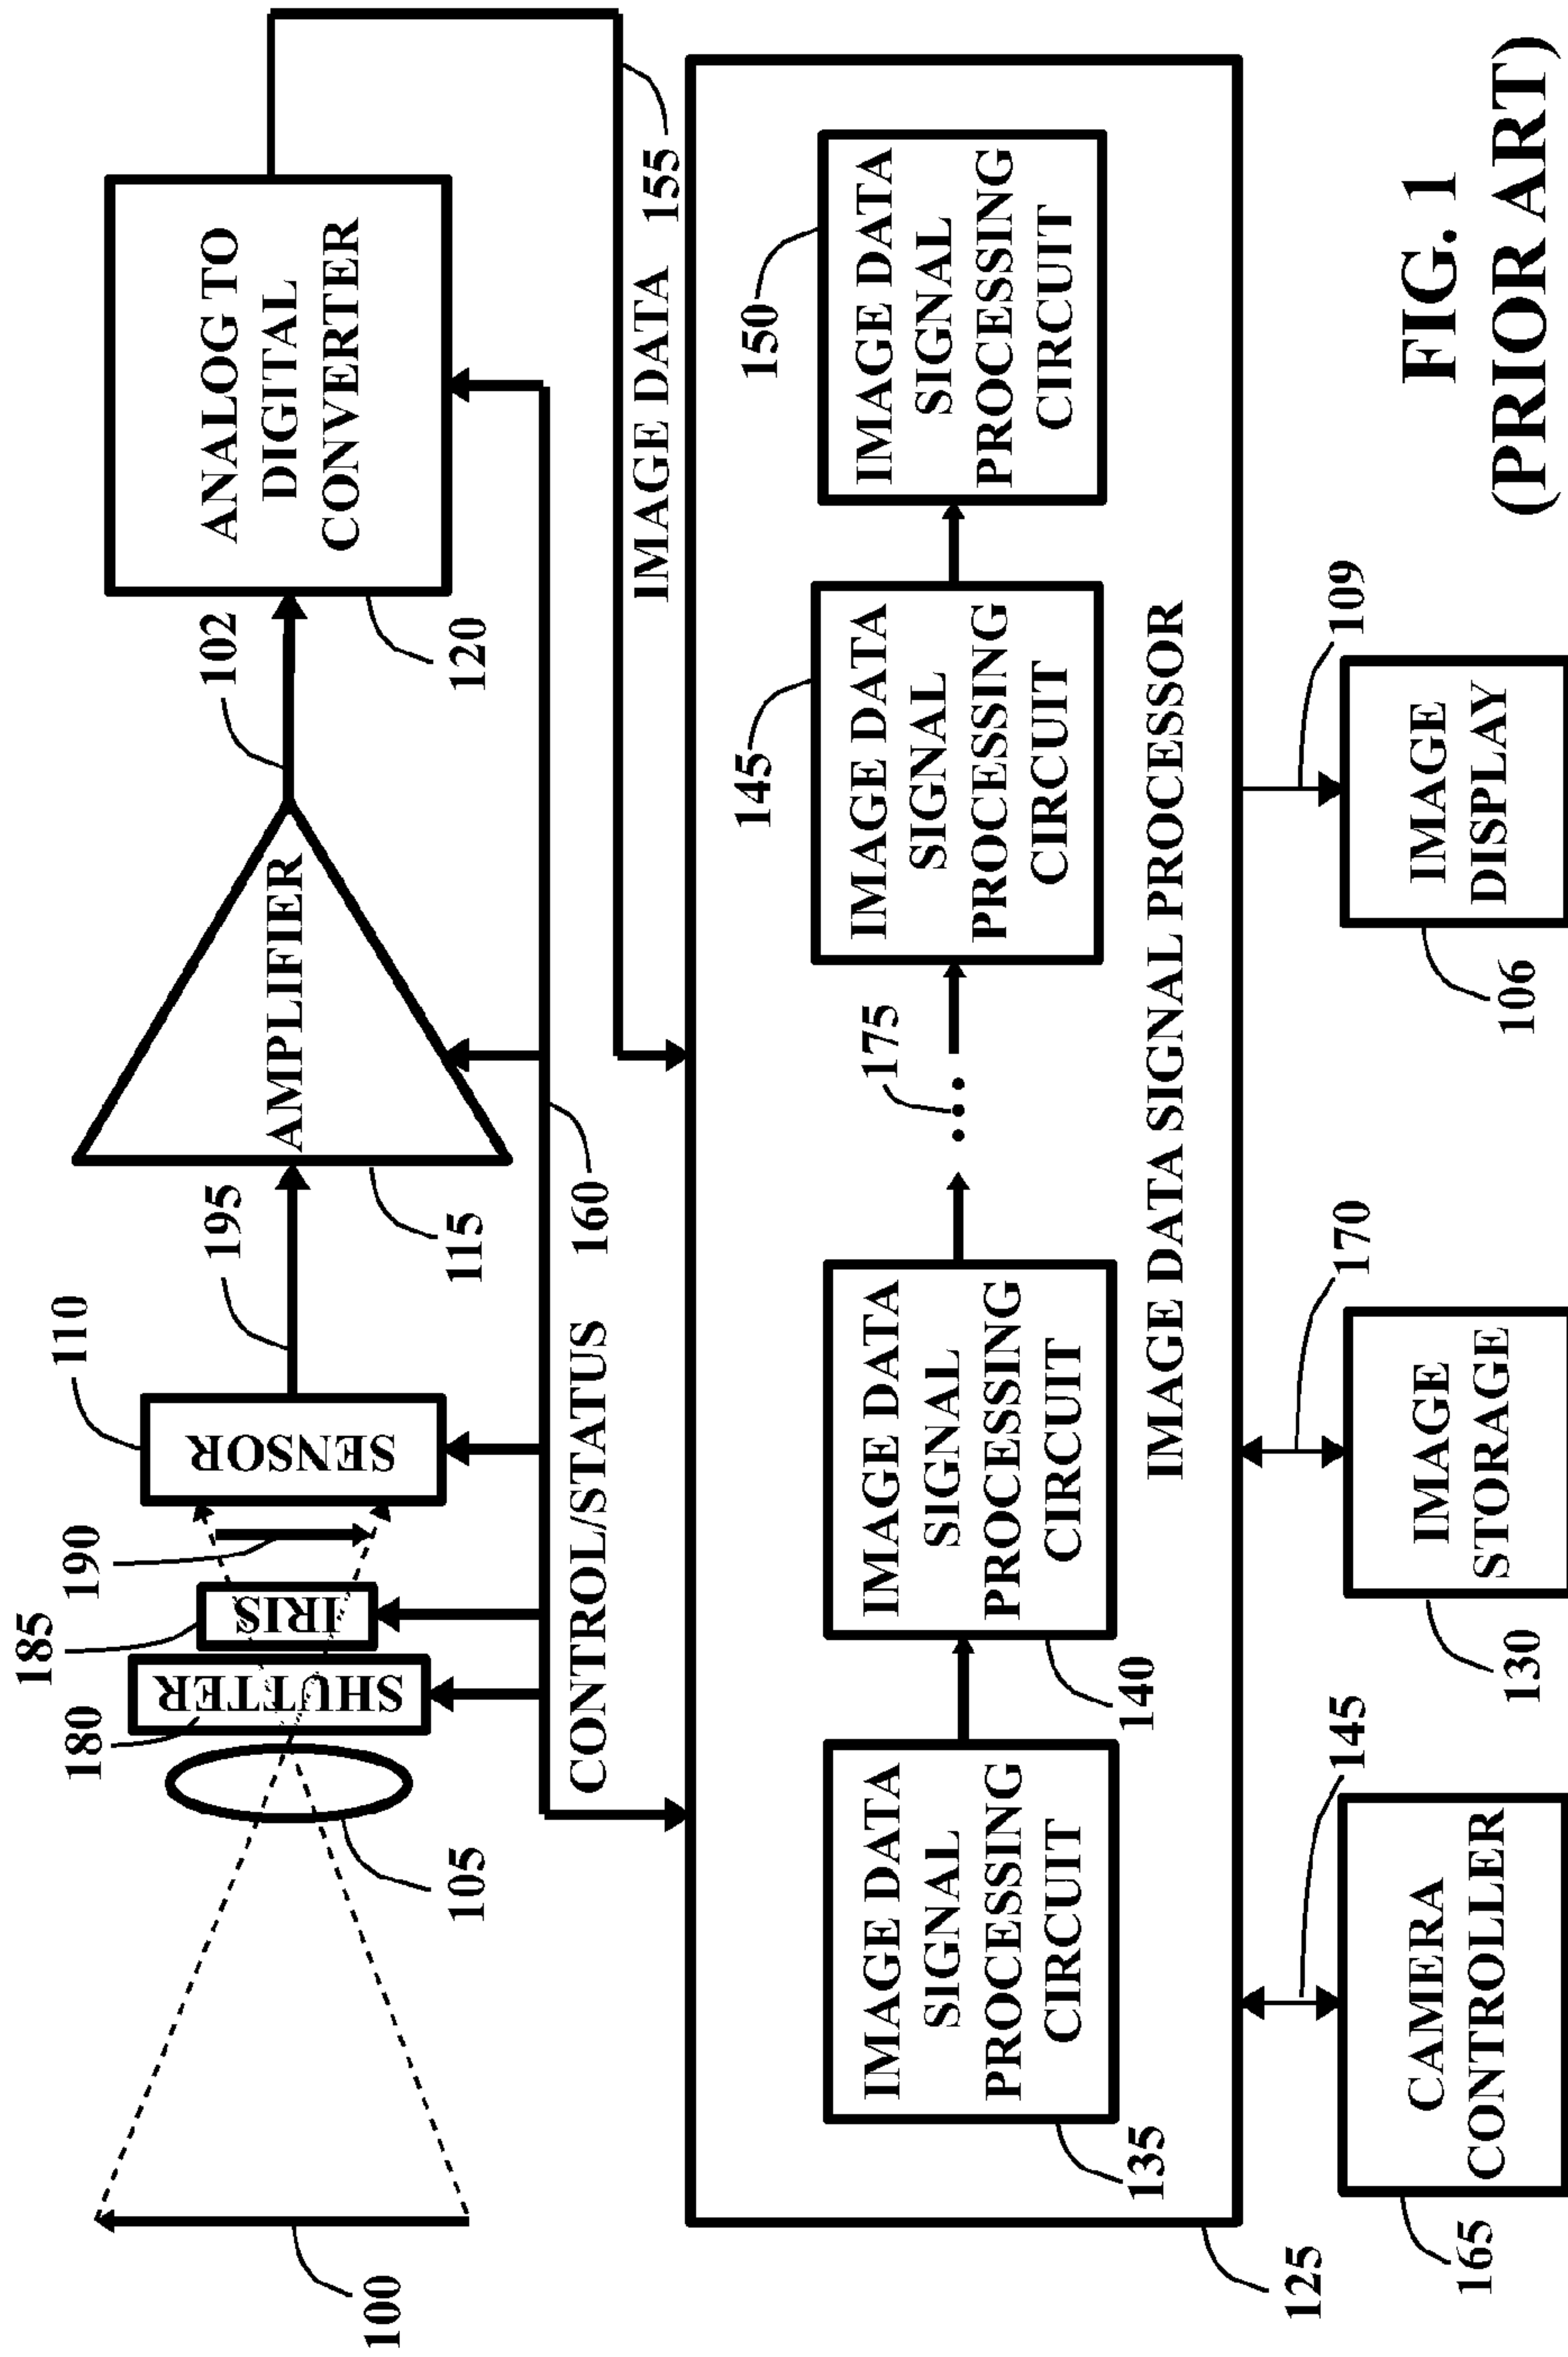 110
195
102
190
185
180
SHUTTER
IRIS
SENSOR
AMPLIFIER
ANALOG TO
DIGITAL
CONVERTER
100
105
115
120
CONTROL/STATUS
160
IMAGE DATA
155
IMAGE DATA
SIGNAL
PROCESSING
CIRCUIT
135
IMAGE DATA
SIGNAL
PROCESSING
CIRCUIT
140
175
145
IMAGE DATA
SIGNAL
PROCESSING
CIRCUIT
150
IMAGE DATA
SIGNAL
PROCESSING
CIRCUIT
IMAGE DATA SIGNAL PROCESSOR
125
145
170
109
165
CAMERA
CONTROLLER
130
IMAGE
STORAGE
106
IMAGE
DISPLAY
FIG. 1
(PRIOR ART)